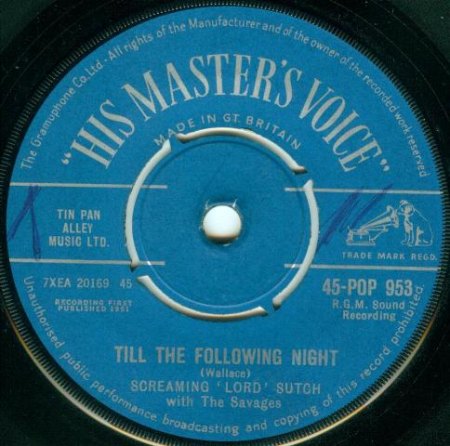 The Gramophone Co. Ltd. · All rights of the Manufacturer and of the owner of the recorded work reserved.
"HIS MASTER'S VOICE"
MADE IN GT. BRITAIN
TIN PAN
ALLEY
MUSIC LTD.
TRADE MARK REGD.
7XEA 20169 45
RECORDING FIRST
PUBLISHED 1961
45-POP 953
R.G.M. Sound
Recording
TILL THE FOLLOWING NIGHT
(Wallace)
SCREAMING 'LORD' SUTCH
with The Savages
Unauthorised public performance broadcasting and copying of this record prohibited.